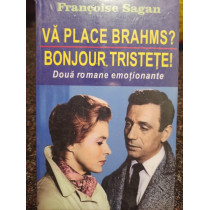 Françoise Sagan
VĂ PLACE BRAHMS?
BONJOUR, TRISTEȚE!
Două romane emoționante